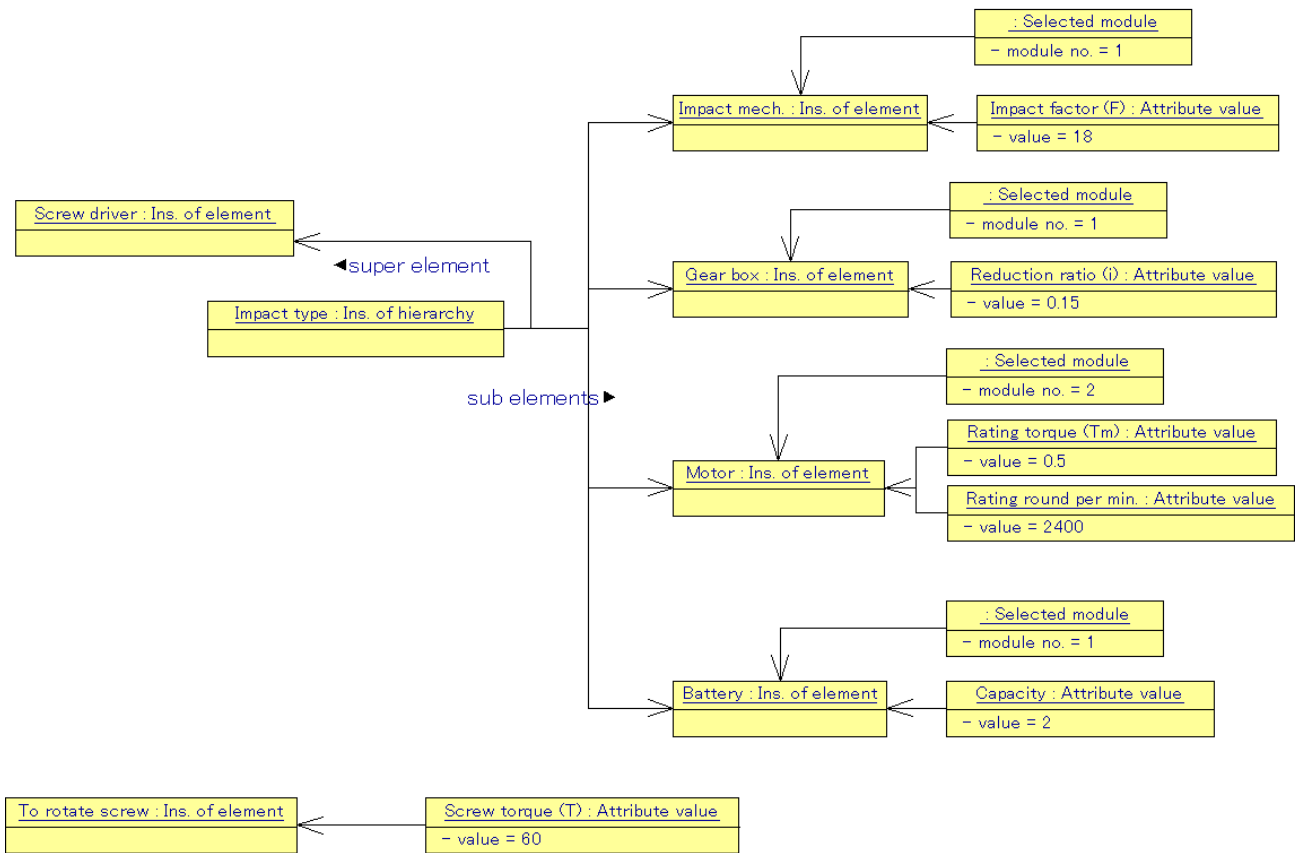 : Selected module
- module no. = 1
Impact mech. : Ins. of element
Impact factor (F) : Attribute value
- value = 18
: Selected module
- module no. = 1
Screw driver : Ins. of element
◀super element
Gear box : Ins. of element
Reduction ratio (i) : Attribute value
- value = 0.15
Impact type : Ins. of hierarchy
: Selected module
- module no. = 2
sub elements▶
Rating torque (Tm) : Attribute value
- value = 0.5
Motor : Ins. of element
Rating round per min. : Attribute value
- value = 2400
: Selected module
- module no. = 1
Battery : Ins. of element
Capacity : Attribute value
- value = 2
To rotate screw : Ins. of element
Screw torque (T) : Attribute value
- value = 60